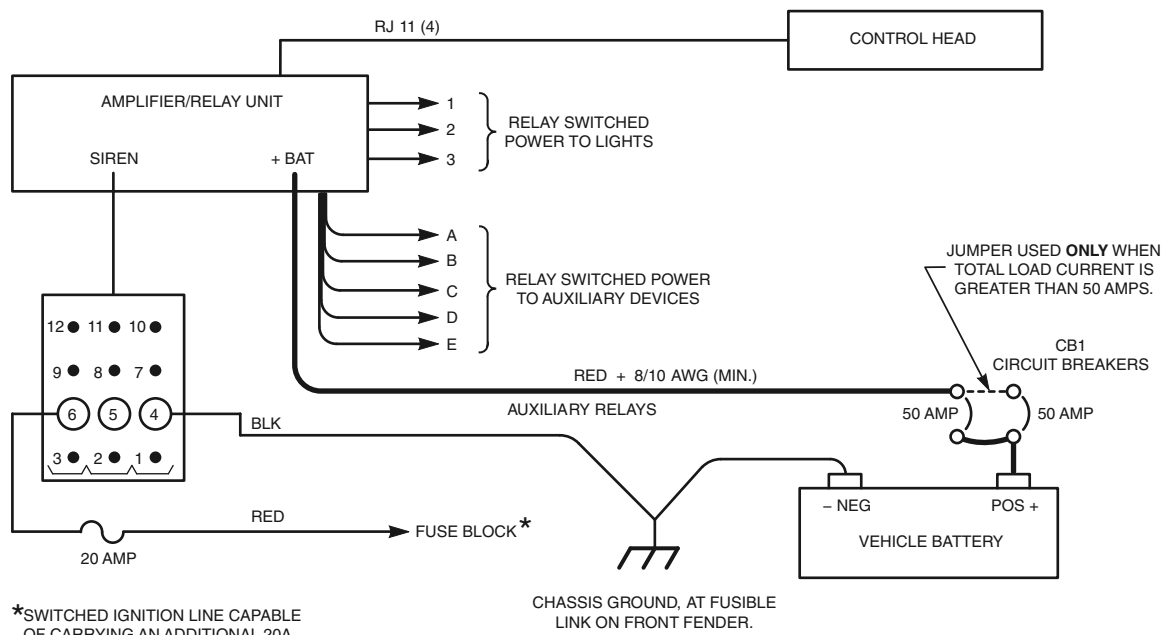 RJ 11 (4)
CONTROL HEAD
AMPLIFIER/RELAY UNIT
SIREN
+ BAT
1
2
3
RELAY SWITCHED
POWER TO LIGHTS
A
B
C
D
E
RELAY SWITCHED POWER
TO AUXILIARY DEVICES
JUMPER USED ONLY WHEN
TOTAL LOAD CURRENT IS
GREATER THAN 50 AMPS.
CB1
CIRCUIT BREAKERS
50 AMP
50 AMP
RED + 8/10 AWG (MIN.)
AUXILIARY RELAYS
12 11 10
9 8 7
6 5 4
3 2 1
BLK
RED
20 AMP
FUSE BLOCK*
– NEG
POS +
VEHICLE BATTERY
CHASSIS GROUND, AT FUSIBLE
LINK ON FRONT FENDER.
*SWITCHED IGNITION LINE CAPABLE
OF CARRYING AN ADDITIONAL 20A